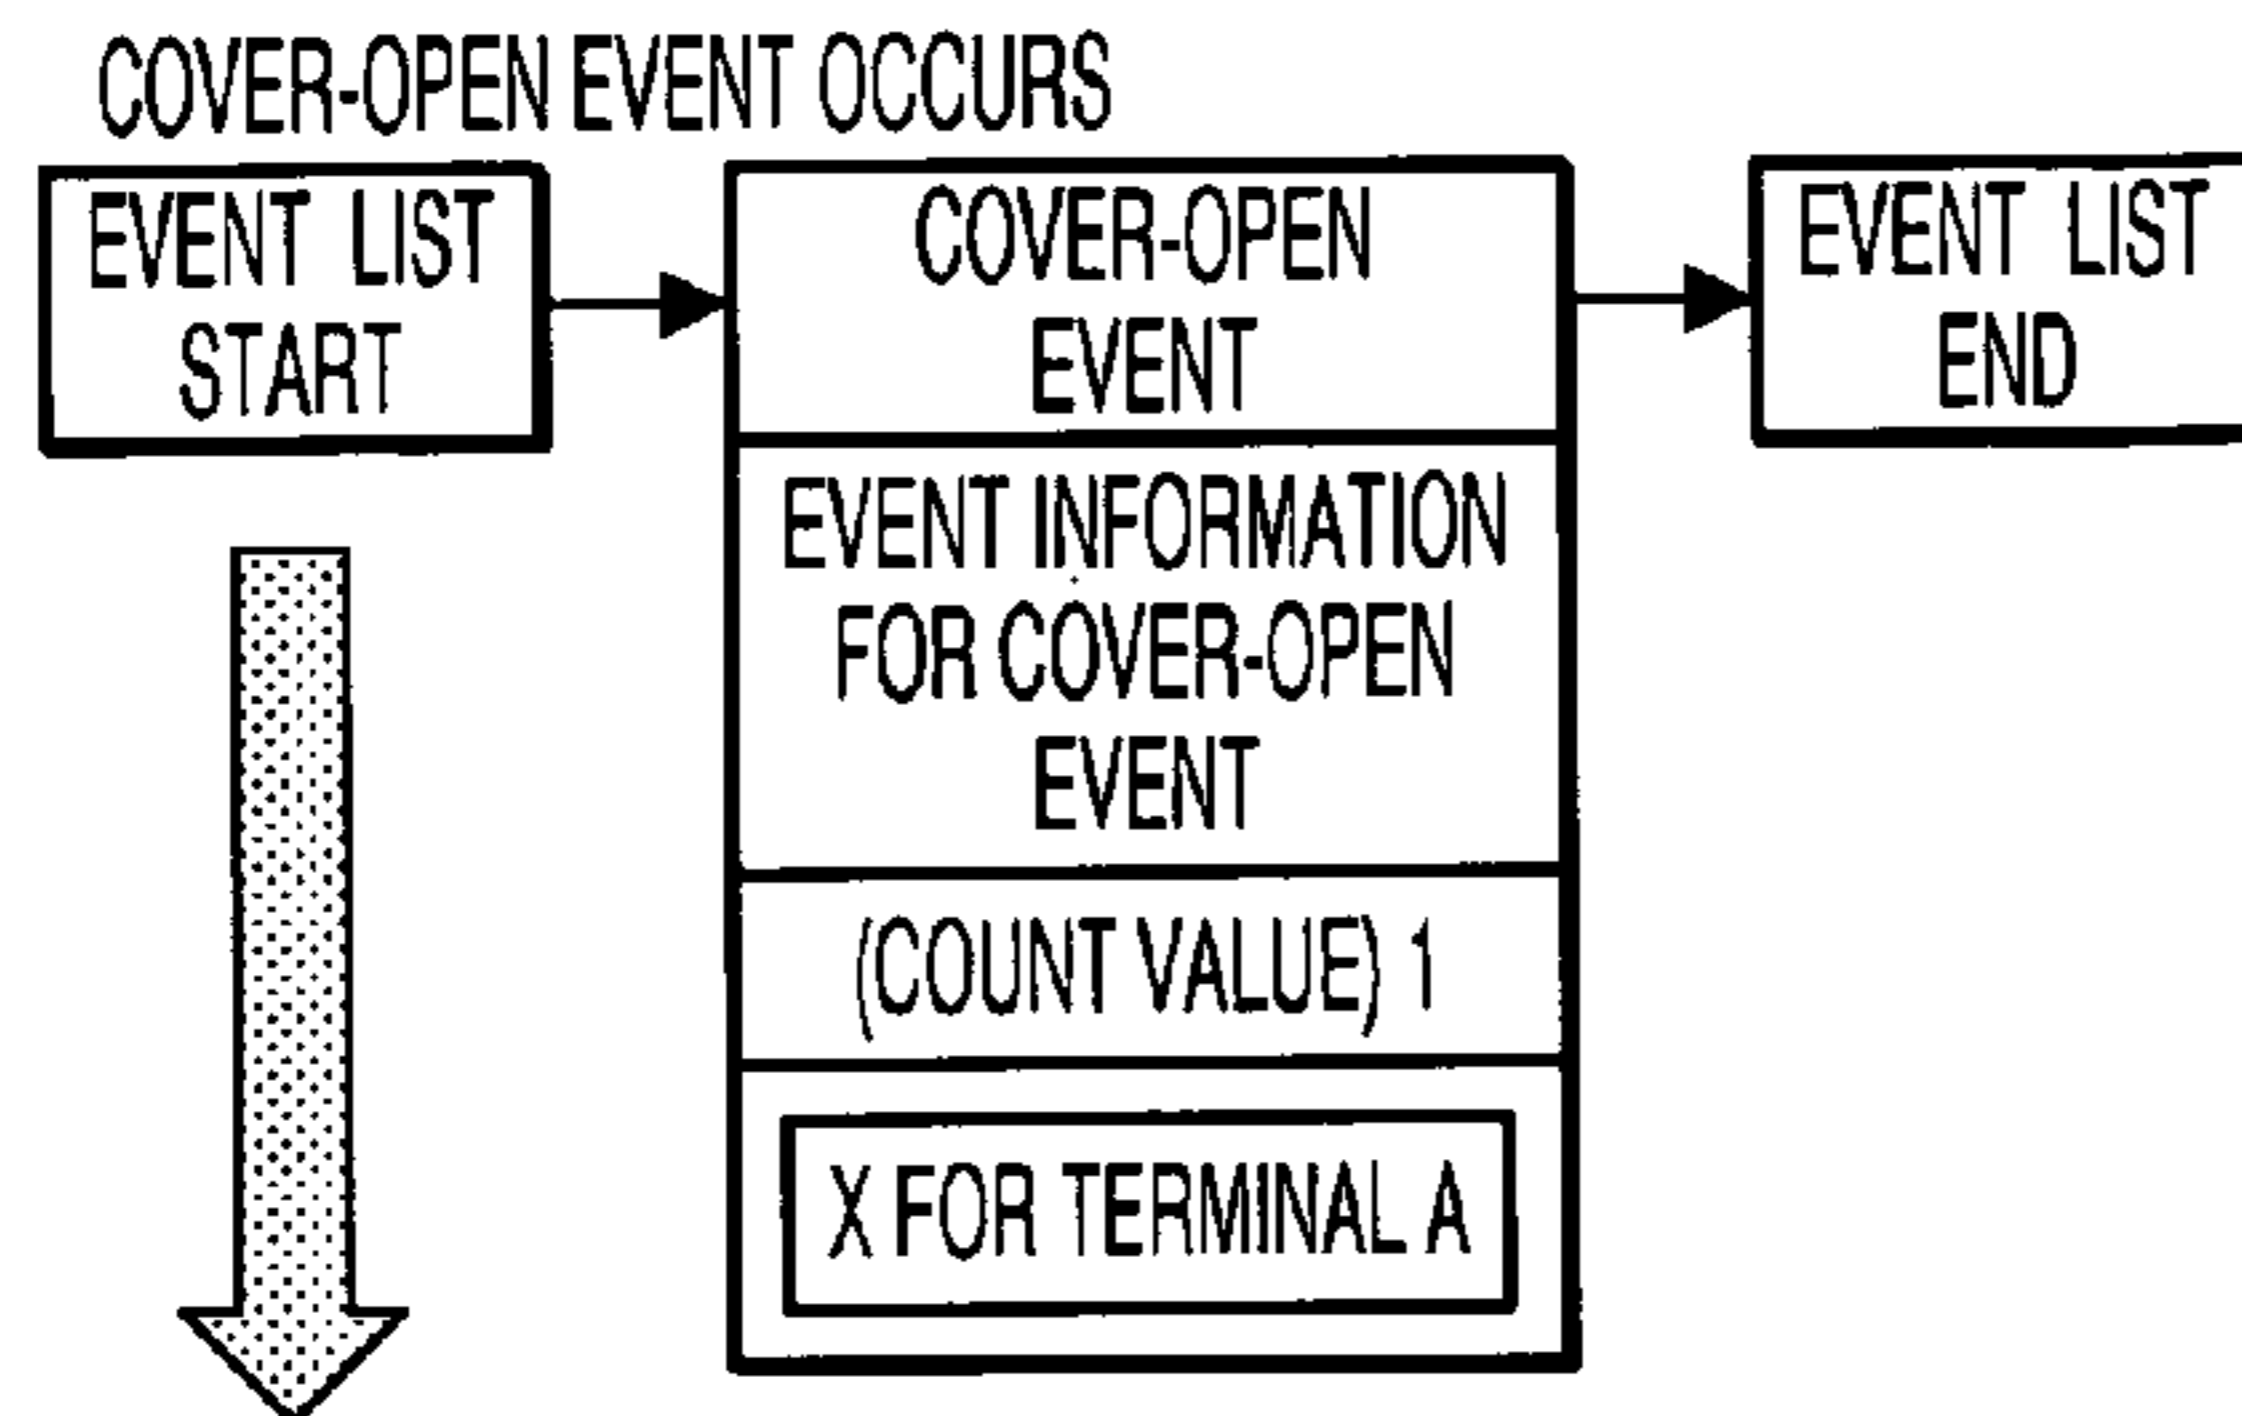 COVER-OPEN EVENT OCCURS
EVENT LIST
START
COVER-OPEN
EVENT
EVENT INFORMATION
FOR COVER-OPEN
EVENT
(COUNT VALUE) 1
X FOR TERMINAL A
EVENT LIST
END